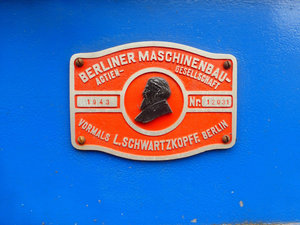 BERLINER MASCHINENBAU-
ACTIEN-GESELLSCHAFT
1943 Nr. 12031
VORMALS L. SCHWARTZKOPFF, BERLIN